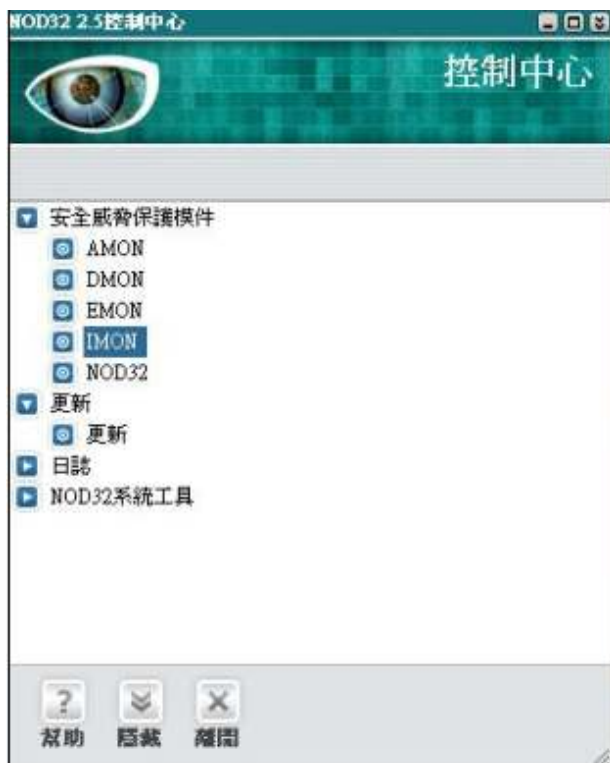 NOD32 2.5控制中心
控制中心
安全威脅保護模件
AMON
DMON
EMON
IMON
NOD32
更新
更新
日誌
NOD32系統工具
?
幫助 隱藏 離開